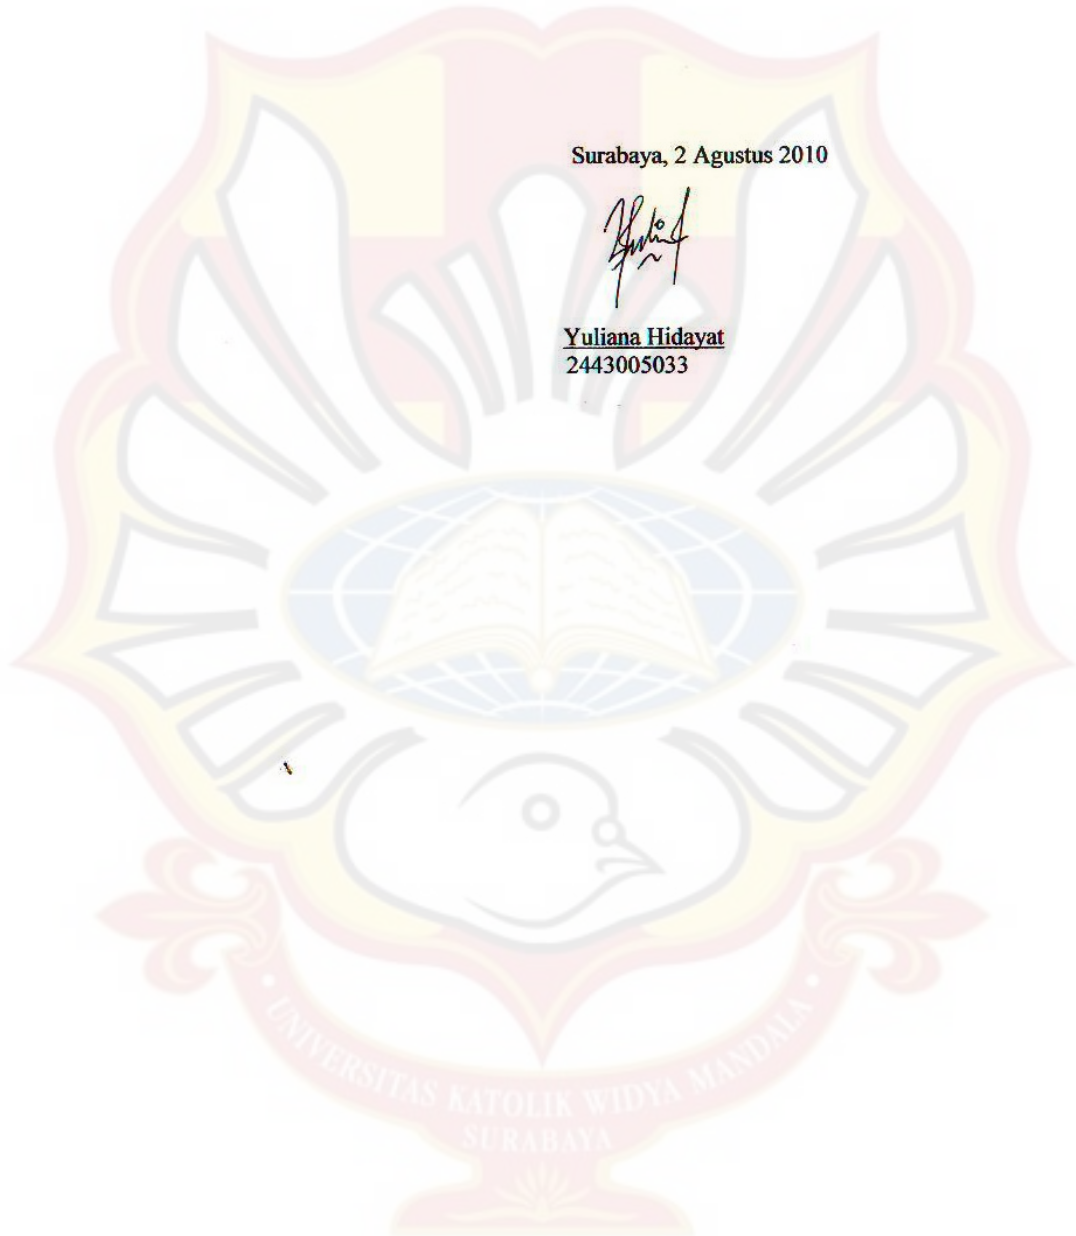 Surabaya, 2 Agustus 2010
Yuliana Hidayat
2443005033
UNIVERSITAS KATOLIK WIDYA MANDALA
SURABAYA